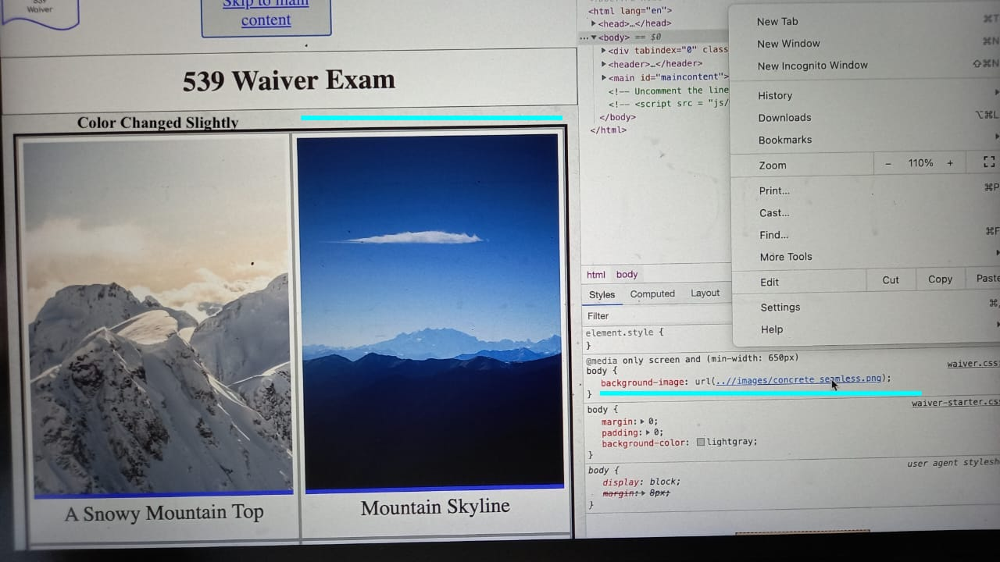 539
Waiver
Skip to main
content
539 Waiver Exam
Color Changed Slightly
A Snowy Mountain Top
Mountain Skyline
<html lang="en">
▶<head>…</head>
…▼<body> == $0
▶<div tabindex="0" class
▶<header>…</header>
▶<main id="maincontent">
<!-- Uncomment the line
<!-- <script src = "js/
</body>
</html>
html body
Styles Computed Layout
Filter
element.style {
}
@media only screen and (min-width: 650px)
waiver.css
body {
background-image: url(..//images/concrete_seamless.png);
}
waiver-starter.css
body {
margin:▶ 0;
padding:▶ 0;
background-color: lightgray;
}
user agent stylesh
body {
display: block;
margin:▶ 8px;
}
New Tab ⌘T
New Window ⌘N
New Incognito Window ⇧⌘N
History
Downloads ⌥⌘L
Bookmarks
Zoom − 110% +
Print... ⌘P
Cast...
Find... ⌘F
More Tools
Edit Cut Copy Paste
Settings ⌘,
Help